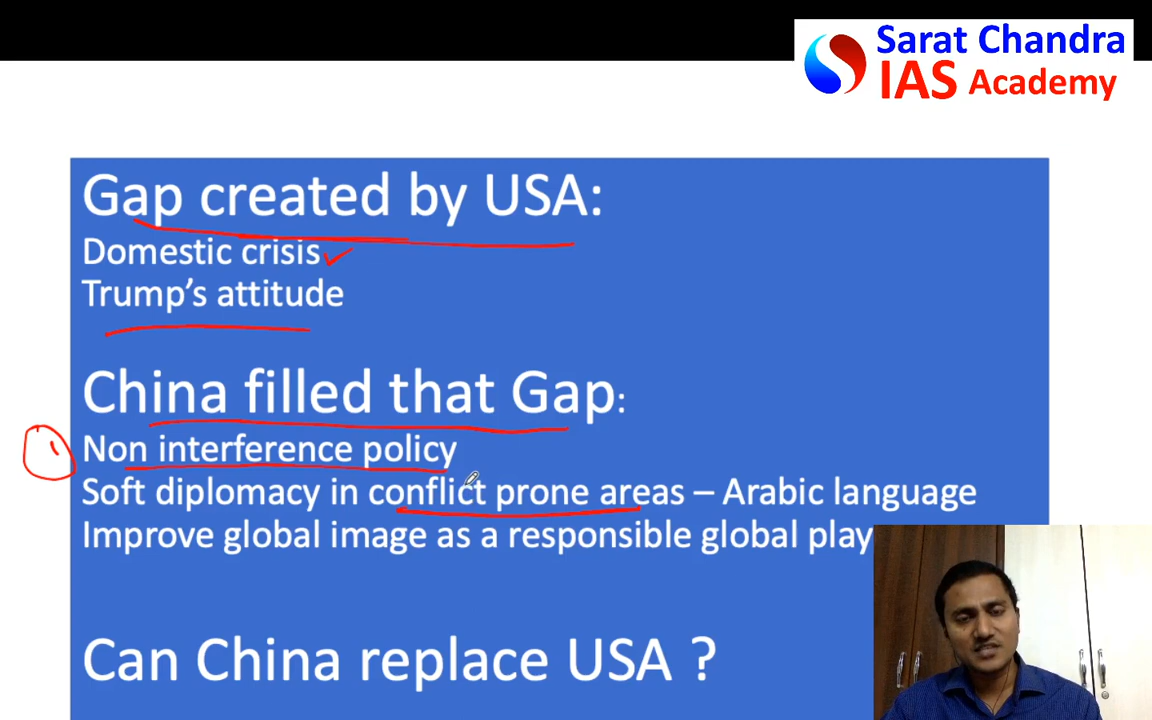 Sarat Chandra
IAS Academy
Gap created by USA:
Domestic crisis
Trump's attitude
China filled that Gap:
Non interference policy
Soft diplomacy in conflict prone areas – Arabic language
Improve global image as a responsible global play
Can China replace USA ?